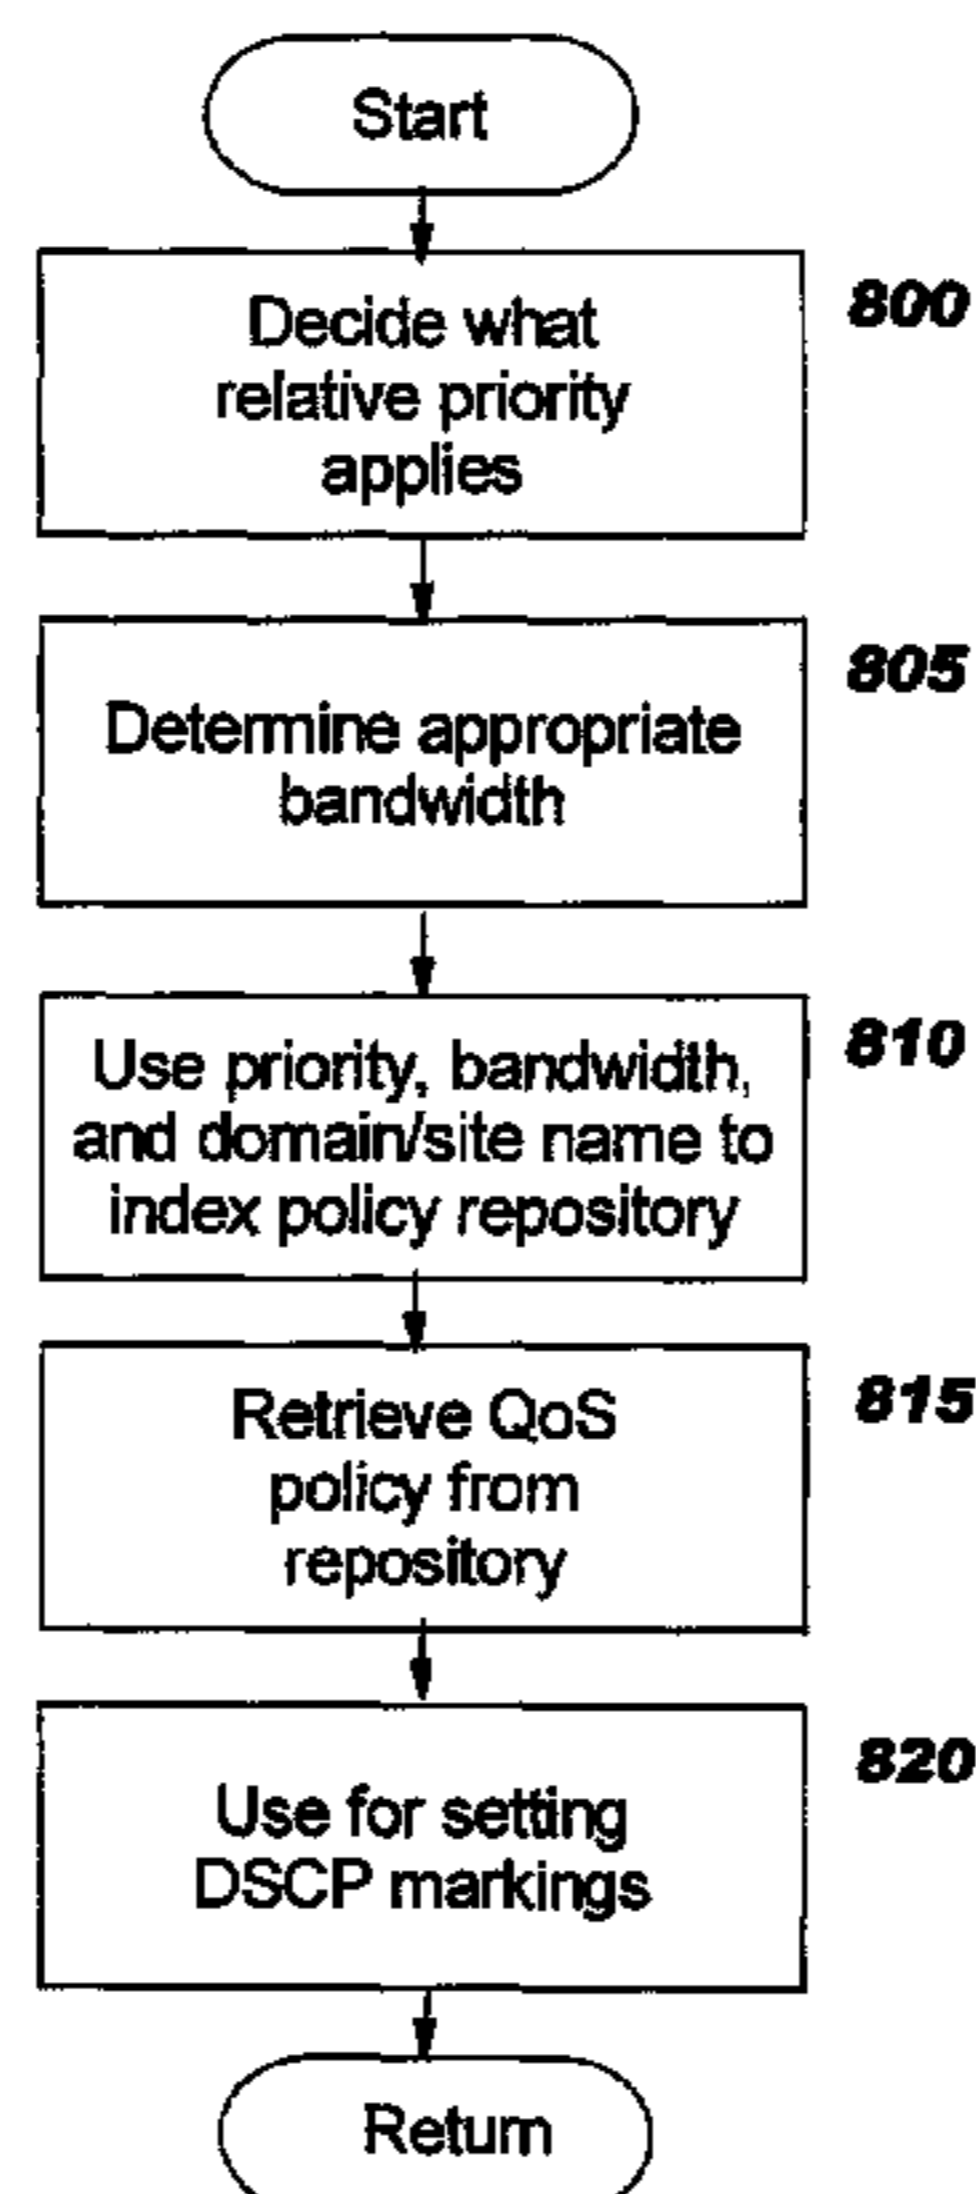 Start
800
Decide what
relative priority
applies
805
Determine appropriate
bandwidth
810
Use priority, bandwidth,
and domain/site name to
index policy repository
815
Retrieve QoS
policy from
repository
820
Use for setting
DSCP markings
Return